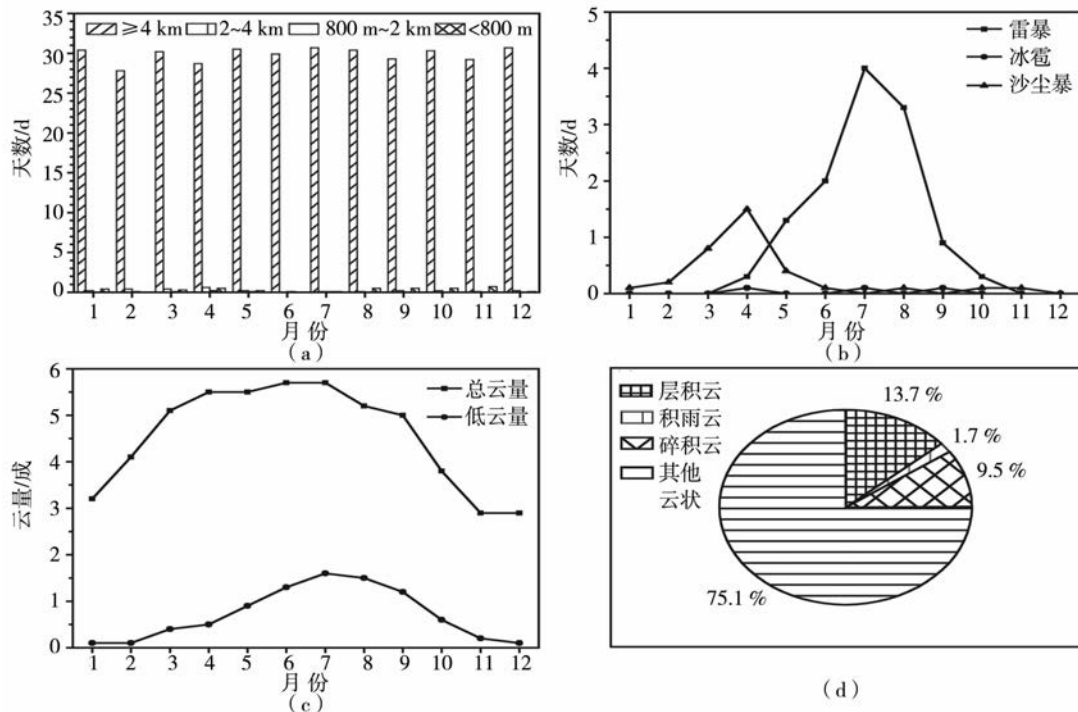 ≥4 km 2~4 km 800 m~2 km <800 m
35
30
25
20
15
10
5
0
天数/d
1 2 3 4 5 6 7 8 9 10 11 12
月 份
(a)
雷暴
冰雹
沙尘暴
5
4
3
2
1
0
天数/d
1 2 3 4 5 6 7 8 9 10 11 12
月 份
(b)
总云量
低云量
6
5
4
3
2
1
0
云量/成
1 2 3 4 5 6 7 8 9 10 11 12
月 份
(c)
层积云
积雨云
碎积云
其他
云状
13.7 %
1.7 %
9.5 %
75.1 %
(d)